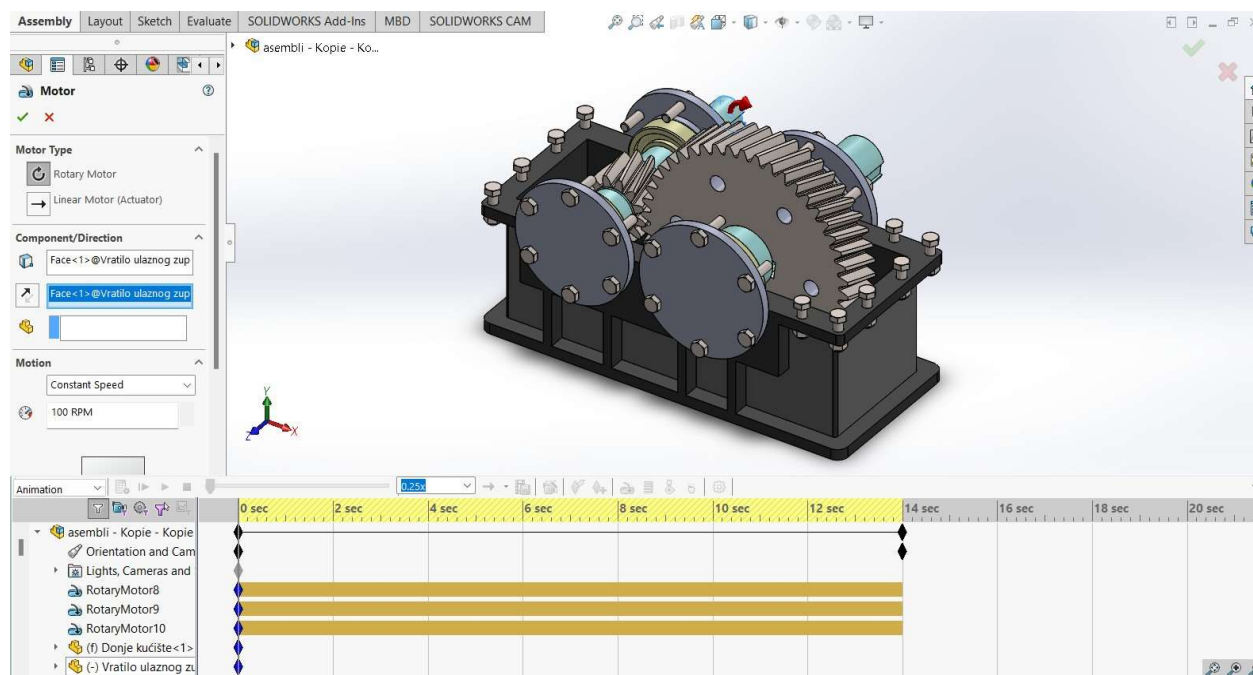 Assembly Layout Sketch Evaluate SOLIDWORKS Add-Ins MBD SOLIDWORKS CAM
asembli - Kopie - Ko...
Motor
Motor Type
Rotary Motor
Linear Motor (Actuator)
Component/Direction
Face<1>@Vratilo ulaznog zup
Face<1>@Vratilo ulaznog zup
Motion
Constant Speed
100 RPM
Y
X
Z
Animation
0.25x
0 sec 2 sec 4 sec 6 sec 8 sec 10 sec 12 sec 14 sec 16 sec 18 sec 20 sec
asembli - Kopie - Kopie
Orientation and Cam
Lights, Cameras and
RotaryMotor8
RotaryMotor9
RotaryMotor10
(f) Donje kućište<1>
(-) Vratilo ulaznog zu